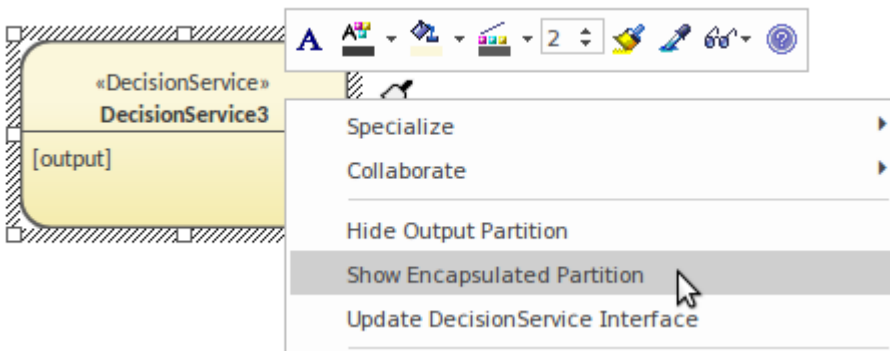 A A 2
«DecisionService»
DecisionService3
[output]
Specialize
Collaborate
Hide Output Partition
Show Encapsulated Partition
Update DecisionService Interface